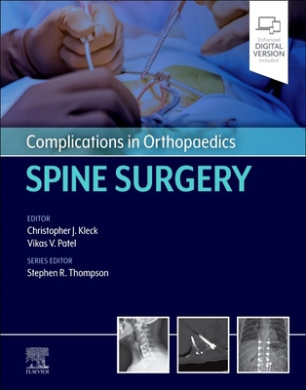 Enhanced
DIGITAL
VERSION
Included
Complications in Orthopaedics
SPINE SURGERY
EDITOR
Christopher J. Kleck
Vikas V. Patel
SERIES EDITOR
Stephen R. Thompson
ELSEVIER